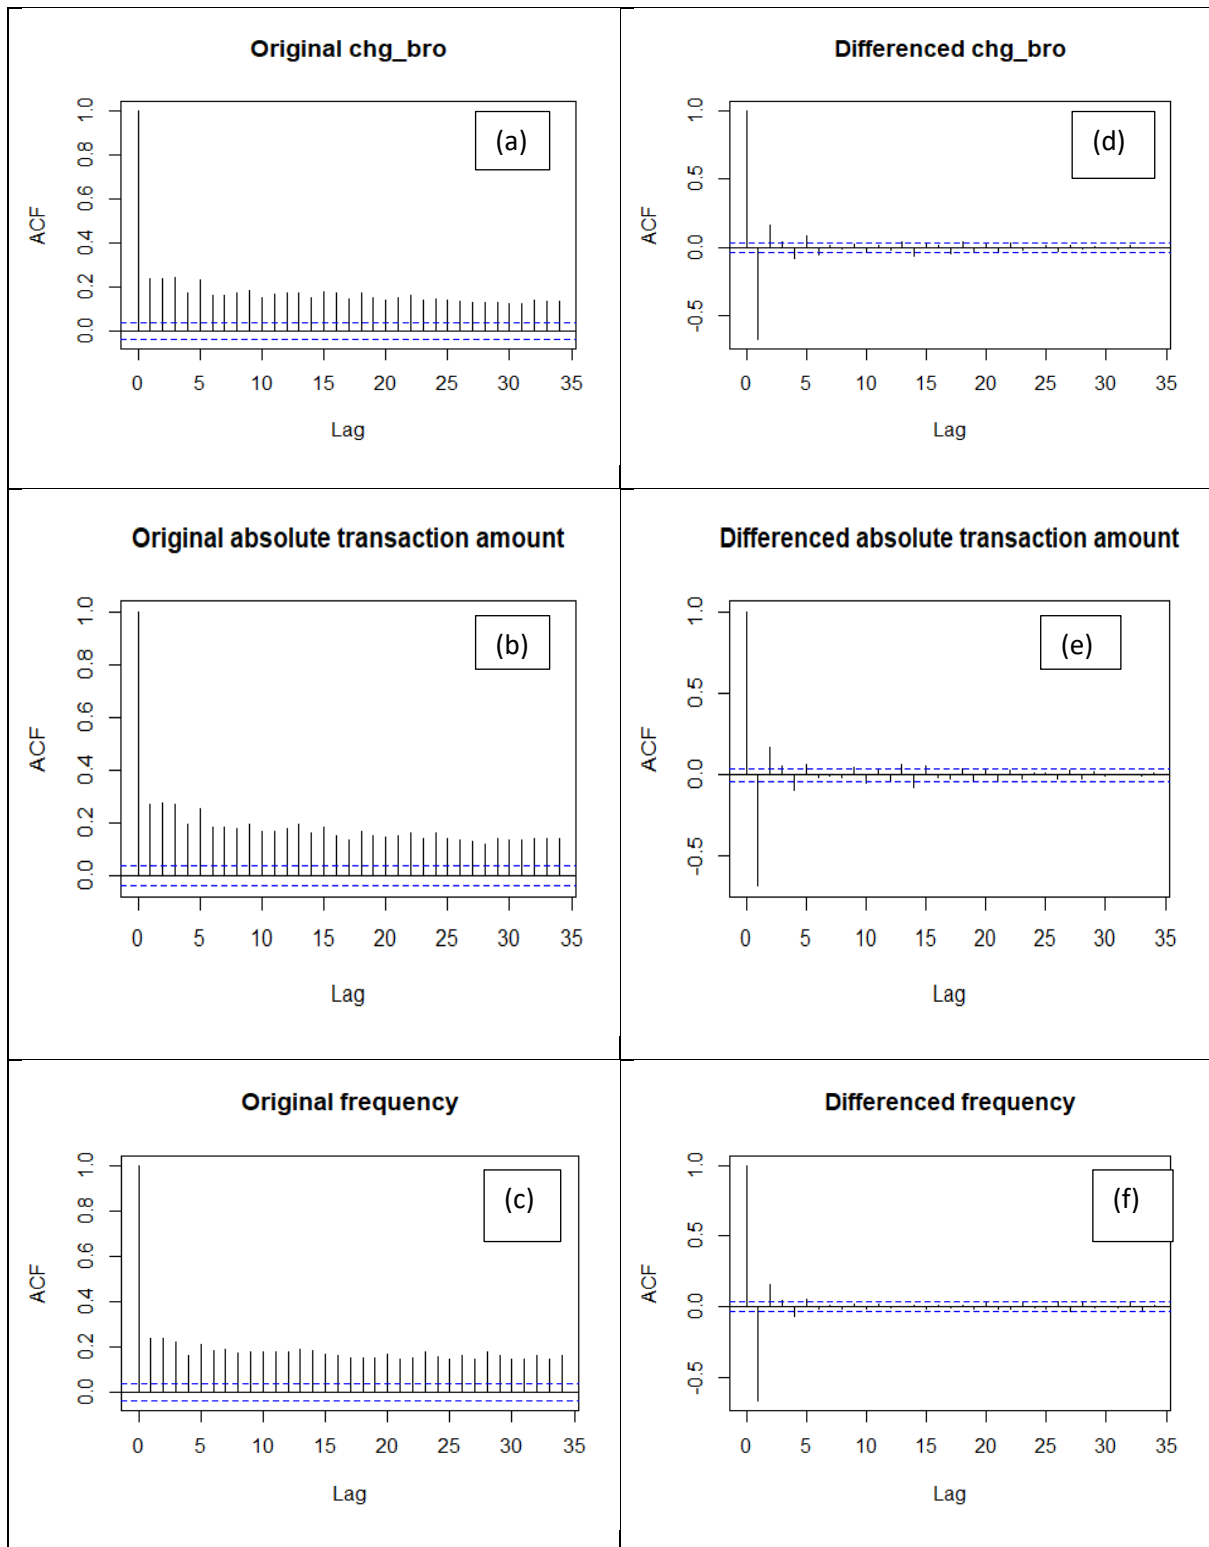 Original chg_bro
(a)
ACF
0.0 0.2 0.4 0.6 0.8 1.0
0 5 10 15 20 25 30 35
Lag
Differenced chg_bro
(d)
ACF
-0.5 0.0 0.5 1.0
0 5 10 15 20 25 30 35
Lag
Original absolute transaction amount
(b)
ACF
0.0 0.2 0.4 0.6 0.8 1.0
0 5 10 15 20 25 30 35
Lag
Differenced absolute transaction amount
(e)
ACF
-0.5 0.0 0.5 1.0
0 5 10 15 20 25 30 35
Lag
Original frequency
(c)
ACF
0.0 0.2 0.4 0.6 0.8 1.0
0 5 10 15 20 25 30 35
Lag
Differenced frequency
(f)
ACF
-0.5 0.0 0.5 1.0
0 5 10 15 20 25 30 35
Lag